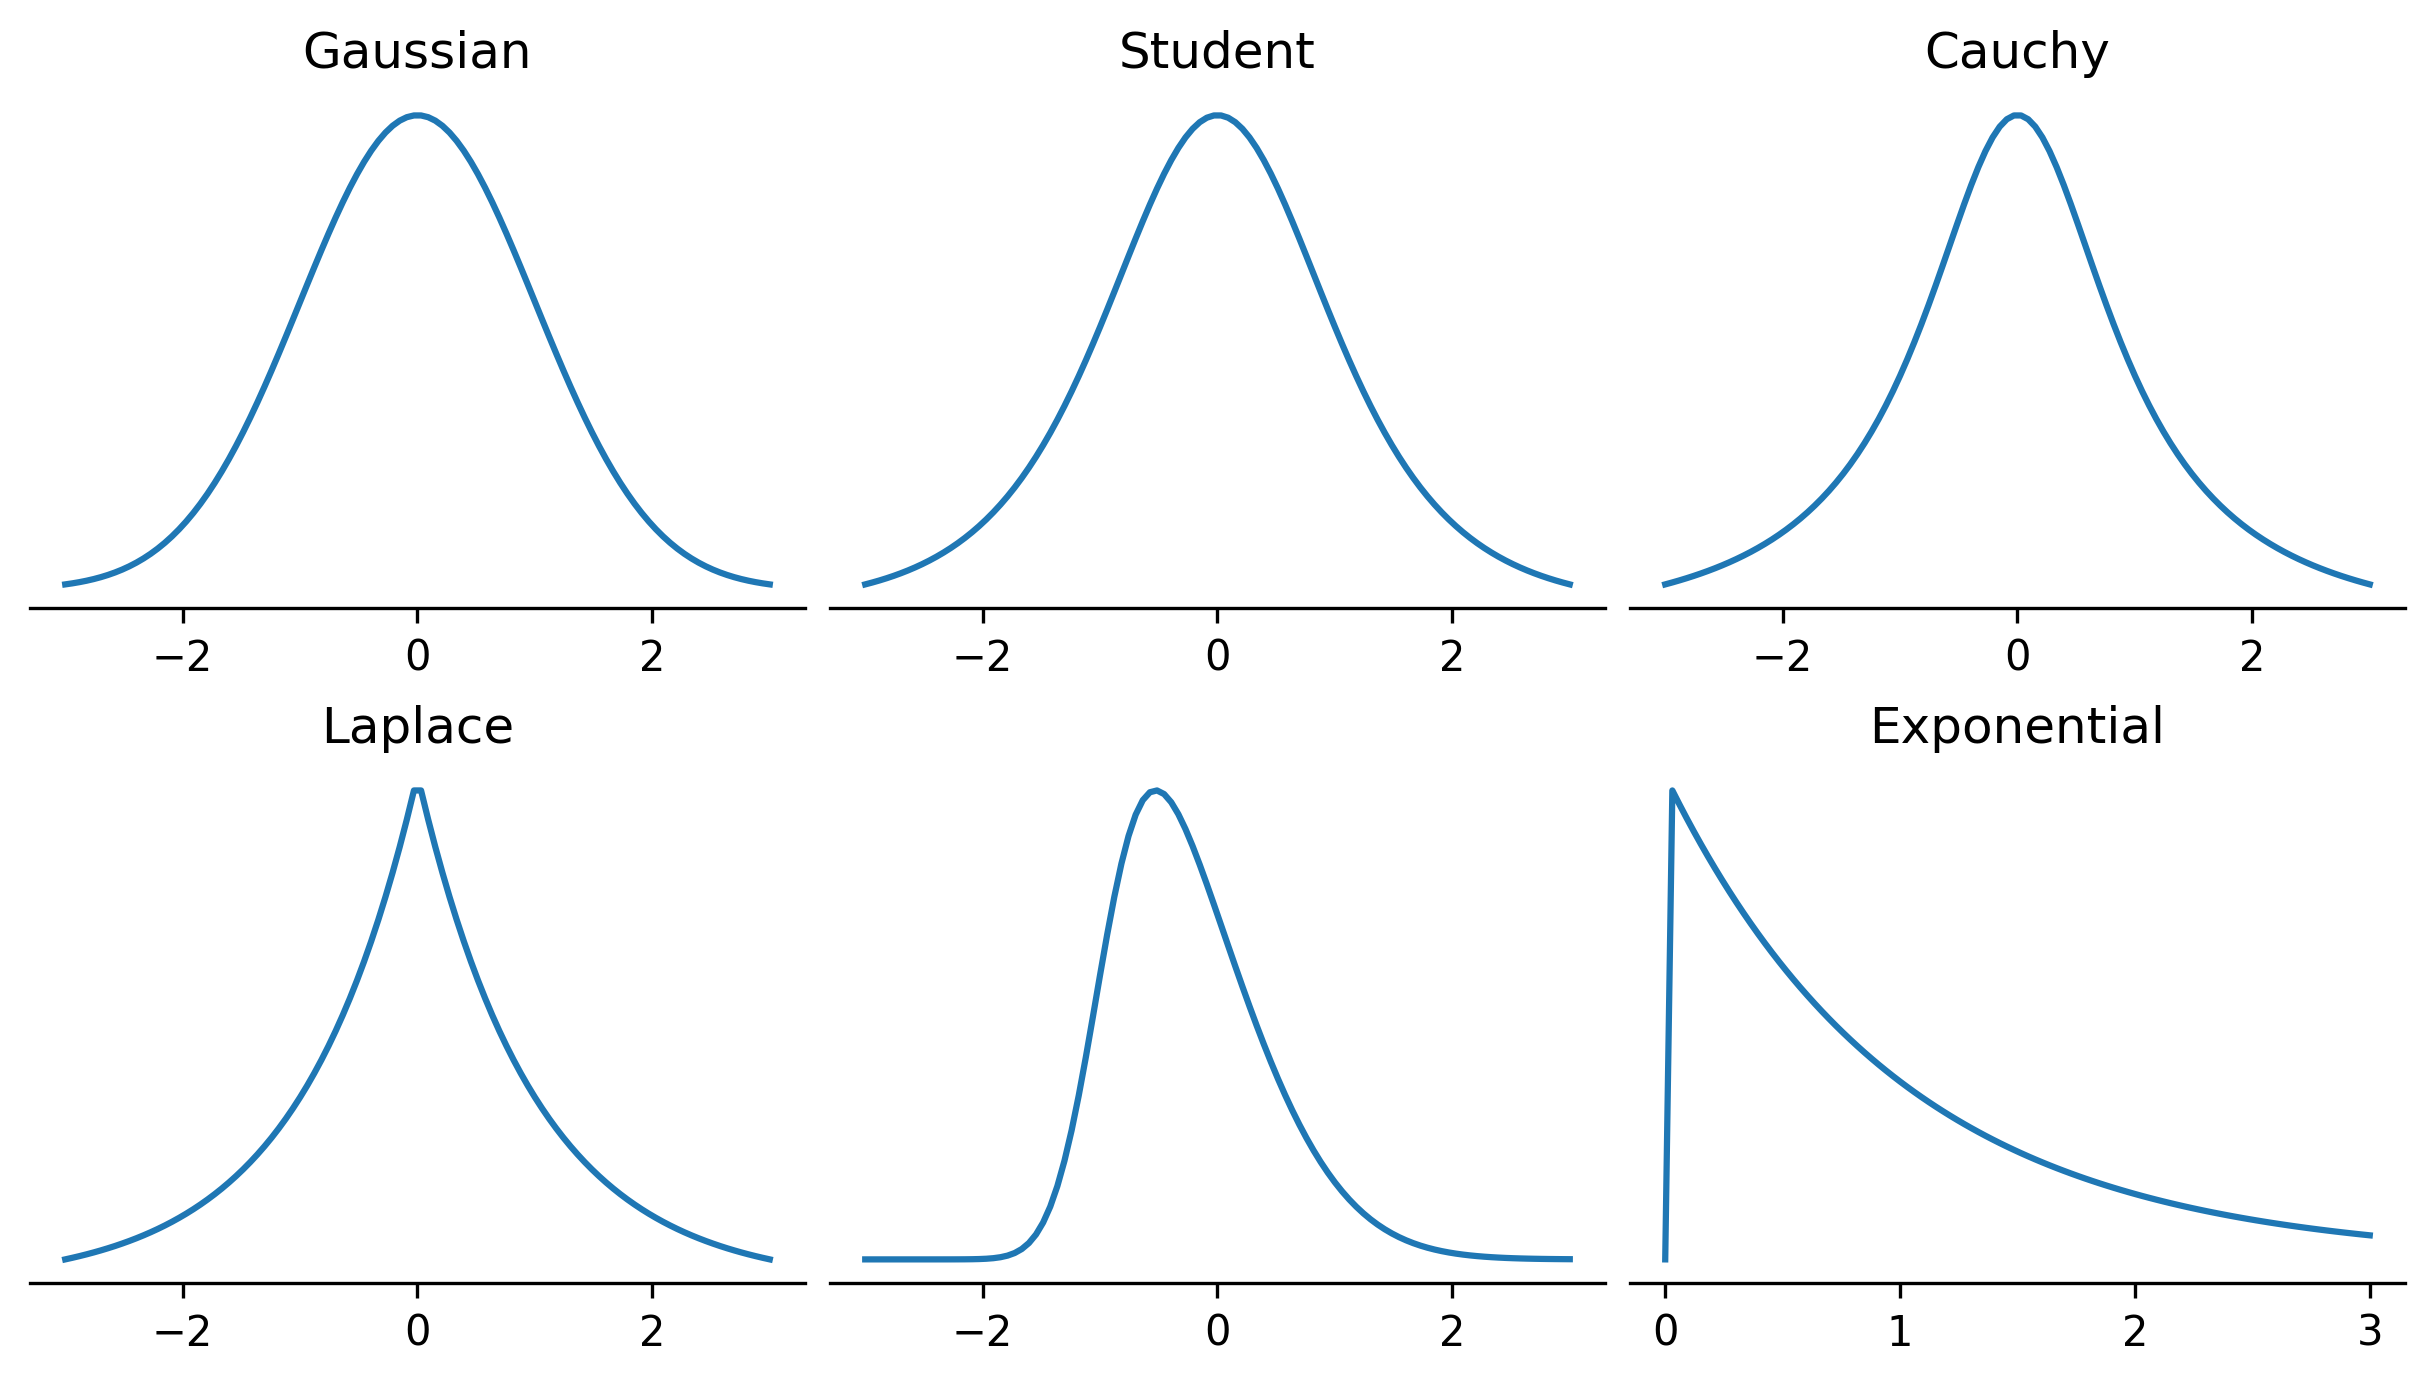 Gaussian
Student
Cauchy
−2 0 2
−2 0 2
−2 0 2
Laplace
Exponential
−2 0 2
−2 0 2
0 1 2 3